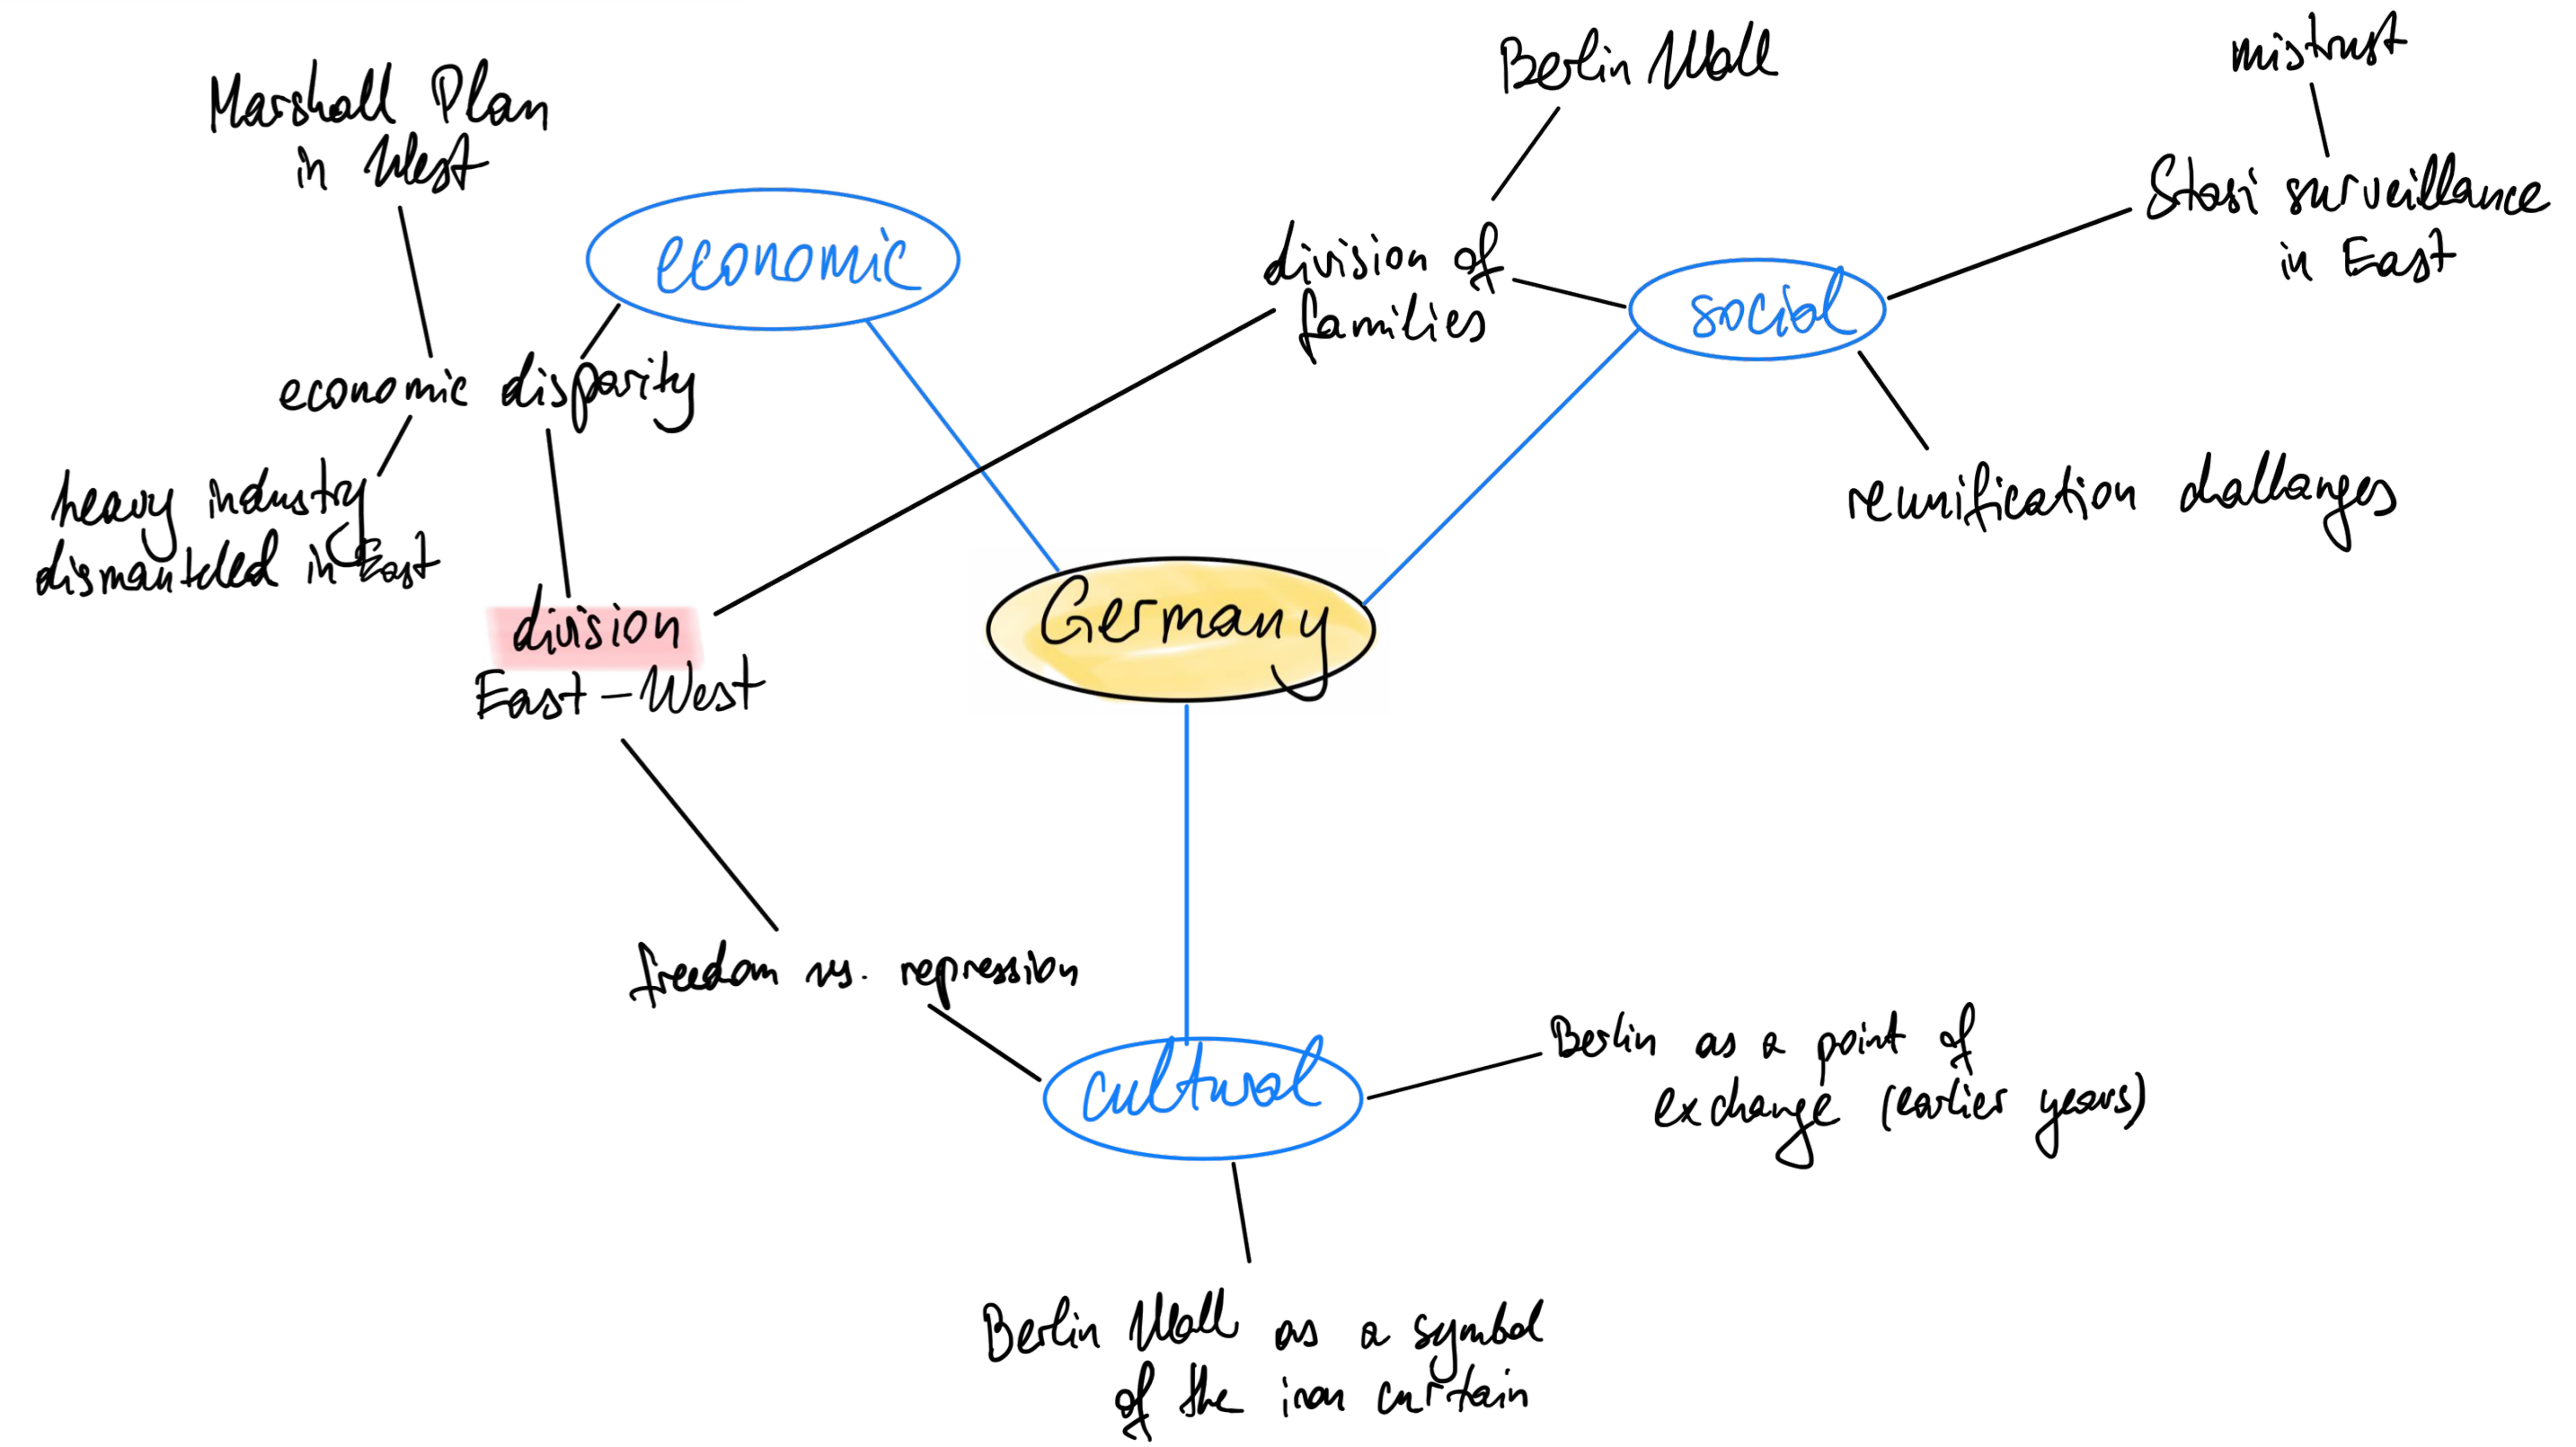 Berlin Wall
mistrust
Marshall Plan
in West
Stasi surveillance
in East
economic
division of
families
social
economic disparity
heavy industry
dismanteled in East
reunification challanges
division
East - West
Germany
freedom vs. repression
cultural
Berlin as a point of
exchange (earlier years)
Berlin Wall as a symbol
of the iron curtain